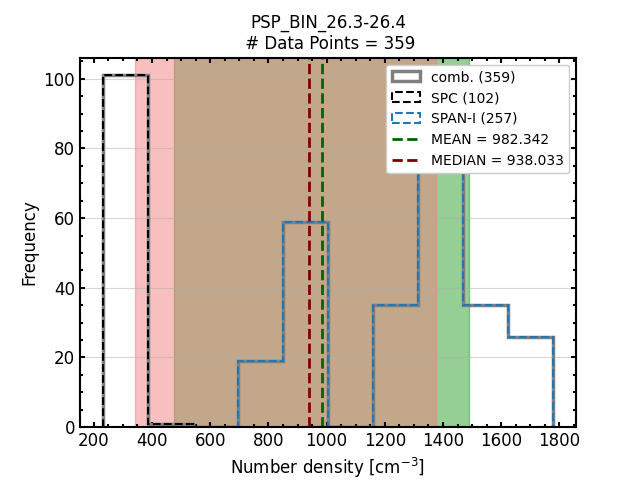 PSP_BIN_26.3-26.4
# Data Points = 359
comb. (359)
SPC (102)
SPAN-I (257)
MEAN = 982.342
MEDIAN = 938.033
Frequency
100
80
60
40
20
0
200 400 600 800 1000 1200 1400 1600 1800
Number density [cm⁻³]